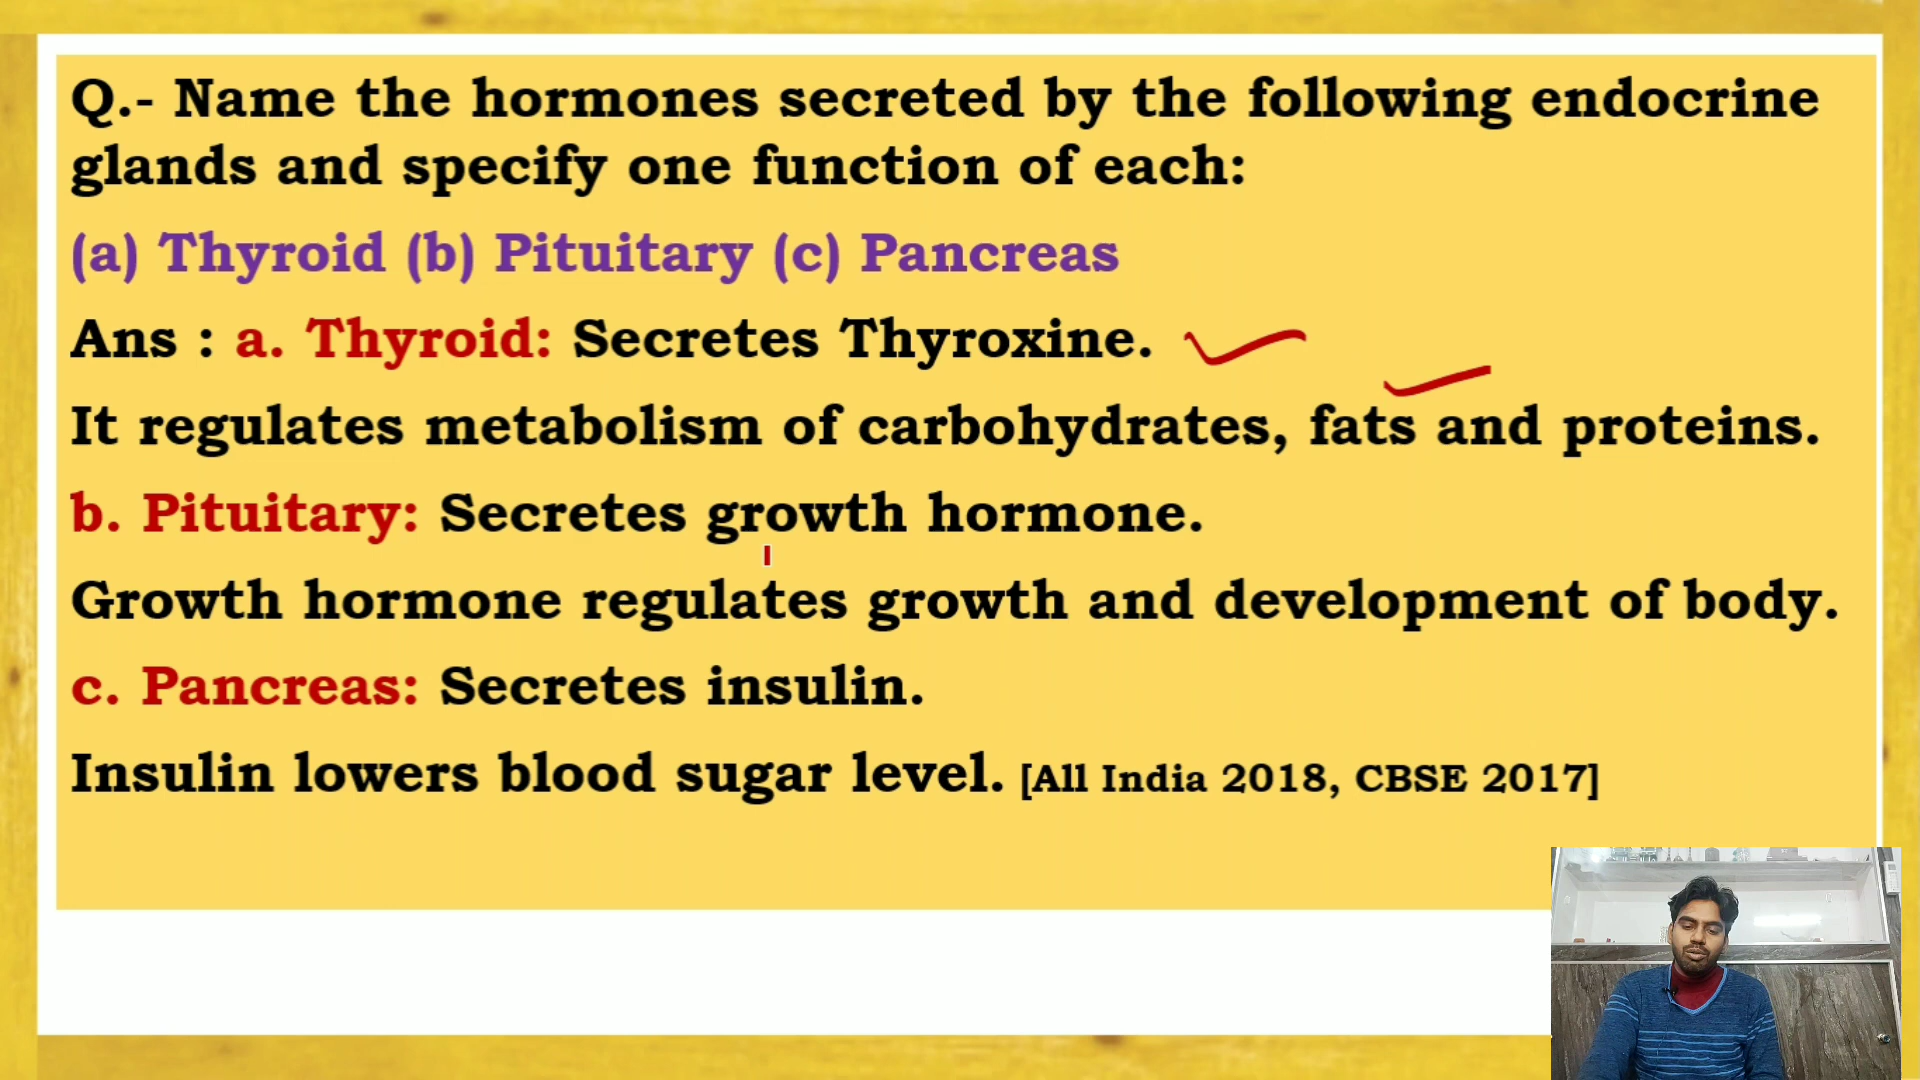 Q.- Name the hormones secreted by the following endocrine
glands and specify one function of each:
(a) Thyroid (b) Pituitary (c) Pancreas
Ans : a. Thyroid: Secretes Thyroxine.
It regulates metabolism of carbohydrates, fats and proteins.
b. Pituitary: Secretes growth hormone.
Growth hormone regulates growth and development of body.
c. Pancreas: Secretes insulin.
Insulin lowers blood sugar level. [All India 2018, CBSE 2017]